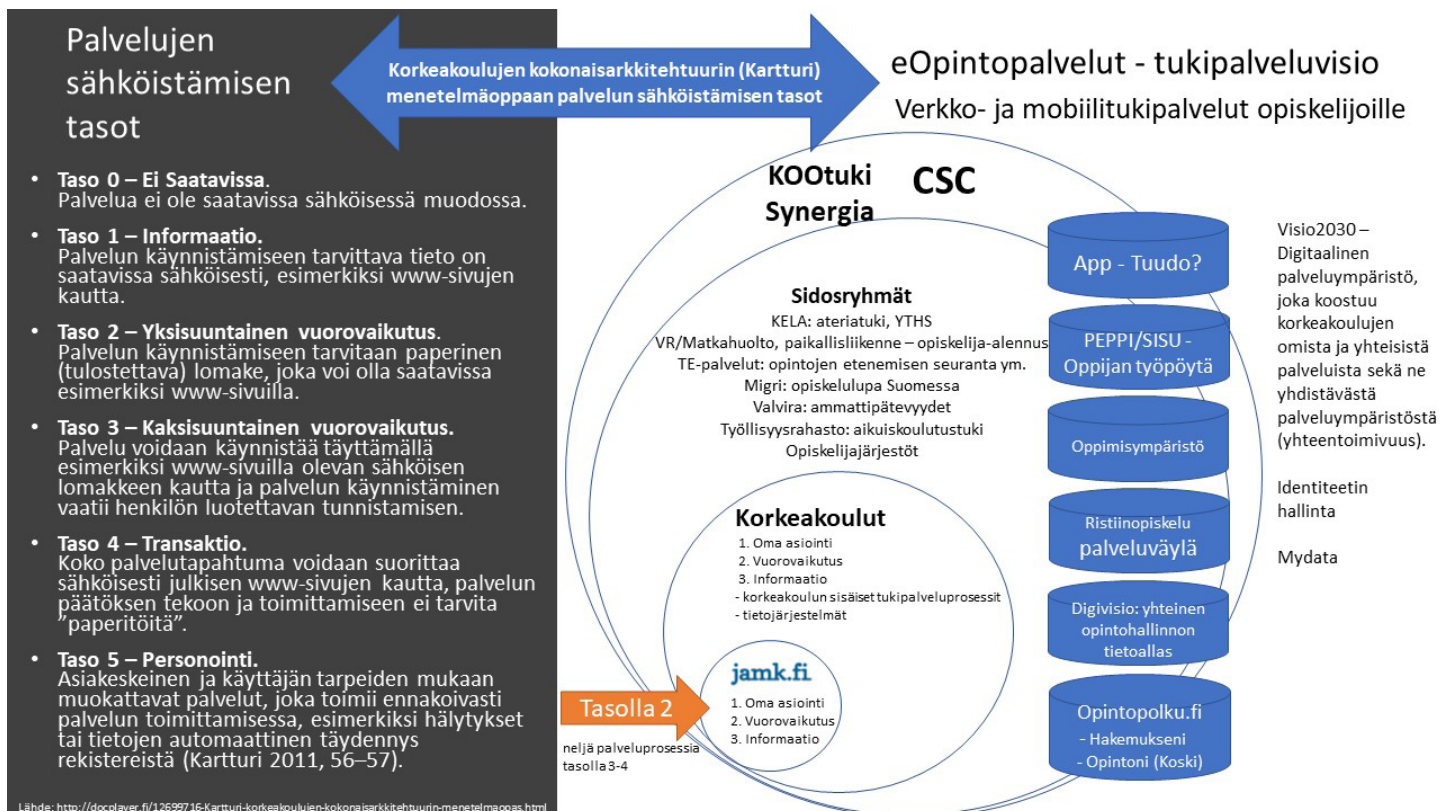 Palvelujen
sähköistämisen
tasot
Korkeakoulujen kokonaisarkkitehtuurin (Kartturi)
menetelmäoppaan palvelun sähköistämisen tasot
eOpintopalvelut - tukipalveluvisio
Verkko- ja mobiilitukipalvelut opiskelijoille
• Taso 0 – Ei Saatavissa.
Palvelua ei ole saatavissa sähköisessä muodossa.
• Taso 1 – Informaatio.
Palvelun käynnistämiseen tarvittava tieto on
saatavissa sähköisesti, esimerkiksi www-sivujen
kautta.
• Taso 2 – Yksisuuntainen vuorovaikutus.
Palvelun käynnistämiseen tarvitaan paperinen
(tulostettava) lomake, joka voi olla saatavissa
esimerkiksi www-sivuilla.
• Taso 3 – Kaksisuuntainen vuorovaikutus.
Palvelu voidaan käynnistää täyttämällä
esimerkiksi www-sivuilla olevan sähköisen
lomakkeen kautta ja palvelun käynnistäminen
vaatii henkilön luotettavan tunnistamisen.
• Taso 4 – Transaktio.
Koko palvelutapahtuma voidaan suorittaa
sähköisesti julkisen www-sivujen kautta, palvelun
päätöksen tekoon ja toimittamiseen ei tarvita
”paperitöitä”.
• Taso 5 – Personointi.
Asiakeskeinen ja käyttäjän tarpeiden mukaan
muokattavat palvelut, joka toimii ennakoivasti
palvelun toimittamisessa, esimerkiksi hälytykset
tai tietojen automaattinen täydennys
rekistereistä (Kartturi 2011, 56–57).
Lähde: http://docplayer.fi/12699716-Kartturi-korkeakoulujen-kokonaisarkkitehtuurin-menetelmaopas.html
KOOtuki
Synergia
CSC
Sidosryhmät
KELA: ateriatuki, YTHS
VR/Matkahuolto, paikallisliikenne – opiskelija-alennus
TE-palvelut: opintojen etenemisen seuranta ym.
Migri: opiskelulupa Suomessa
Valvira: ammattipätevyydet
Työllisyysrahasto: aikuiskoulutustuki
Opiskelijajärjestöt
Korkeakoulut
1. Oma asiointi
2. Vuorovaikutus
3. Informaatio
- korkeakoulun sisäiset tukipalveluprosessit
- tietojärjestelmät
jamk.fi
1. Oma asiointi
2. Vuorovaikutus
3. Informaatio
Tasolla 2
neljä palveluprosessia
tasolla 3-4
App - Tuudo?
PEPPI/SISU -
Oppijan työpöytä
Oppimisympäristö
Ristiinopiskelu
palveluväylä
Digivisio: yhteinen
opintohallinnon
tietoallas
Opintopolku.fi
- Hakemukseni
- Opintoni (Koski)
Visio2030 –
Digitaalinen
palveluympäristö,
joka koostuu
korkeakoulujen
omista ja yhteisistä
palveluista sekä ne
yhdistävästä
palveluympäristöstä
(yhteentoimivuus).
Identiteetin
hallinta
Mydata